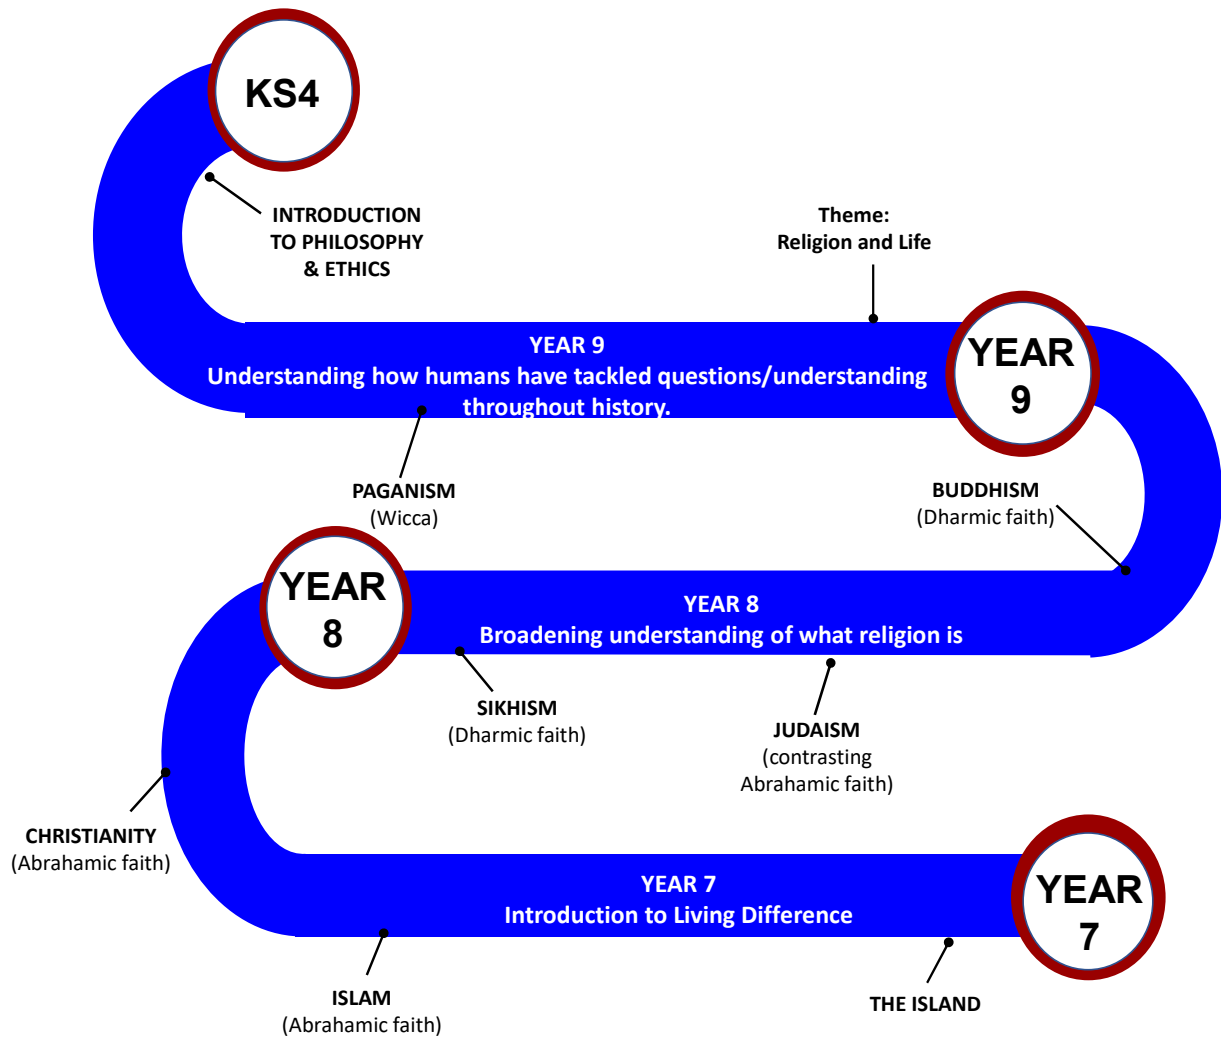 KS4
INTRODUCTION
TO PHILOSOPHY
& ETHICS
Theme:
Religion and Life
YEAR 9
Understanding how humans have tackled questions/understanding
throughout history.
YEAR
9
PAGANISM
(Wicca)
BUDDHISM
(Dharmic faith)
YEAR
8
YEAR 8
Broadening understanding of what religion is
SIKHISM
(Dharmic faith)
JUDAISM
(contrasting
Abrahamic faith)
CHRISTIANITY
(Abrahamic faith)
YEAR 7
Introduction to Living Difference
YEAR
7
ISLAM
(Abrahamic faith)
THE ISLAND